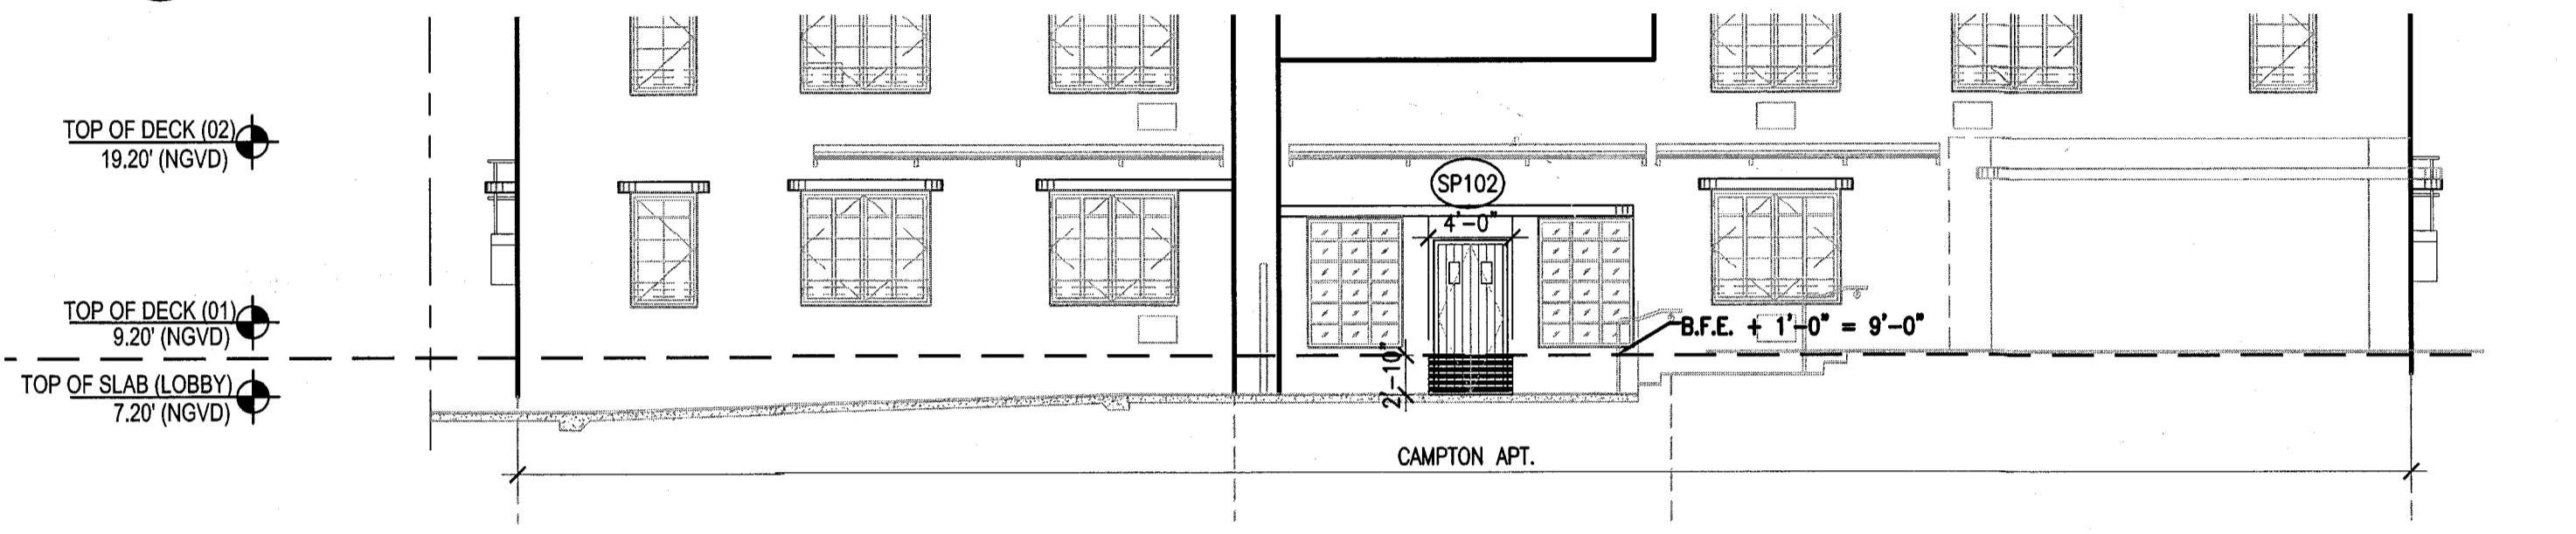 TOP OF DECK (02)
19.20' (NGVD)
SP102
4'-0"
TOP OF DECK (01)
9.20' (NGVD)
B.F.E. + 1'-0" = 9'-0"
2'-10"
TOP OF SLAB (LOBBY)
7.20' (NGVD)
CAMPTON APT.